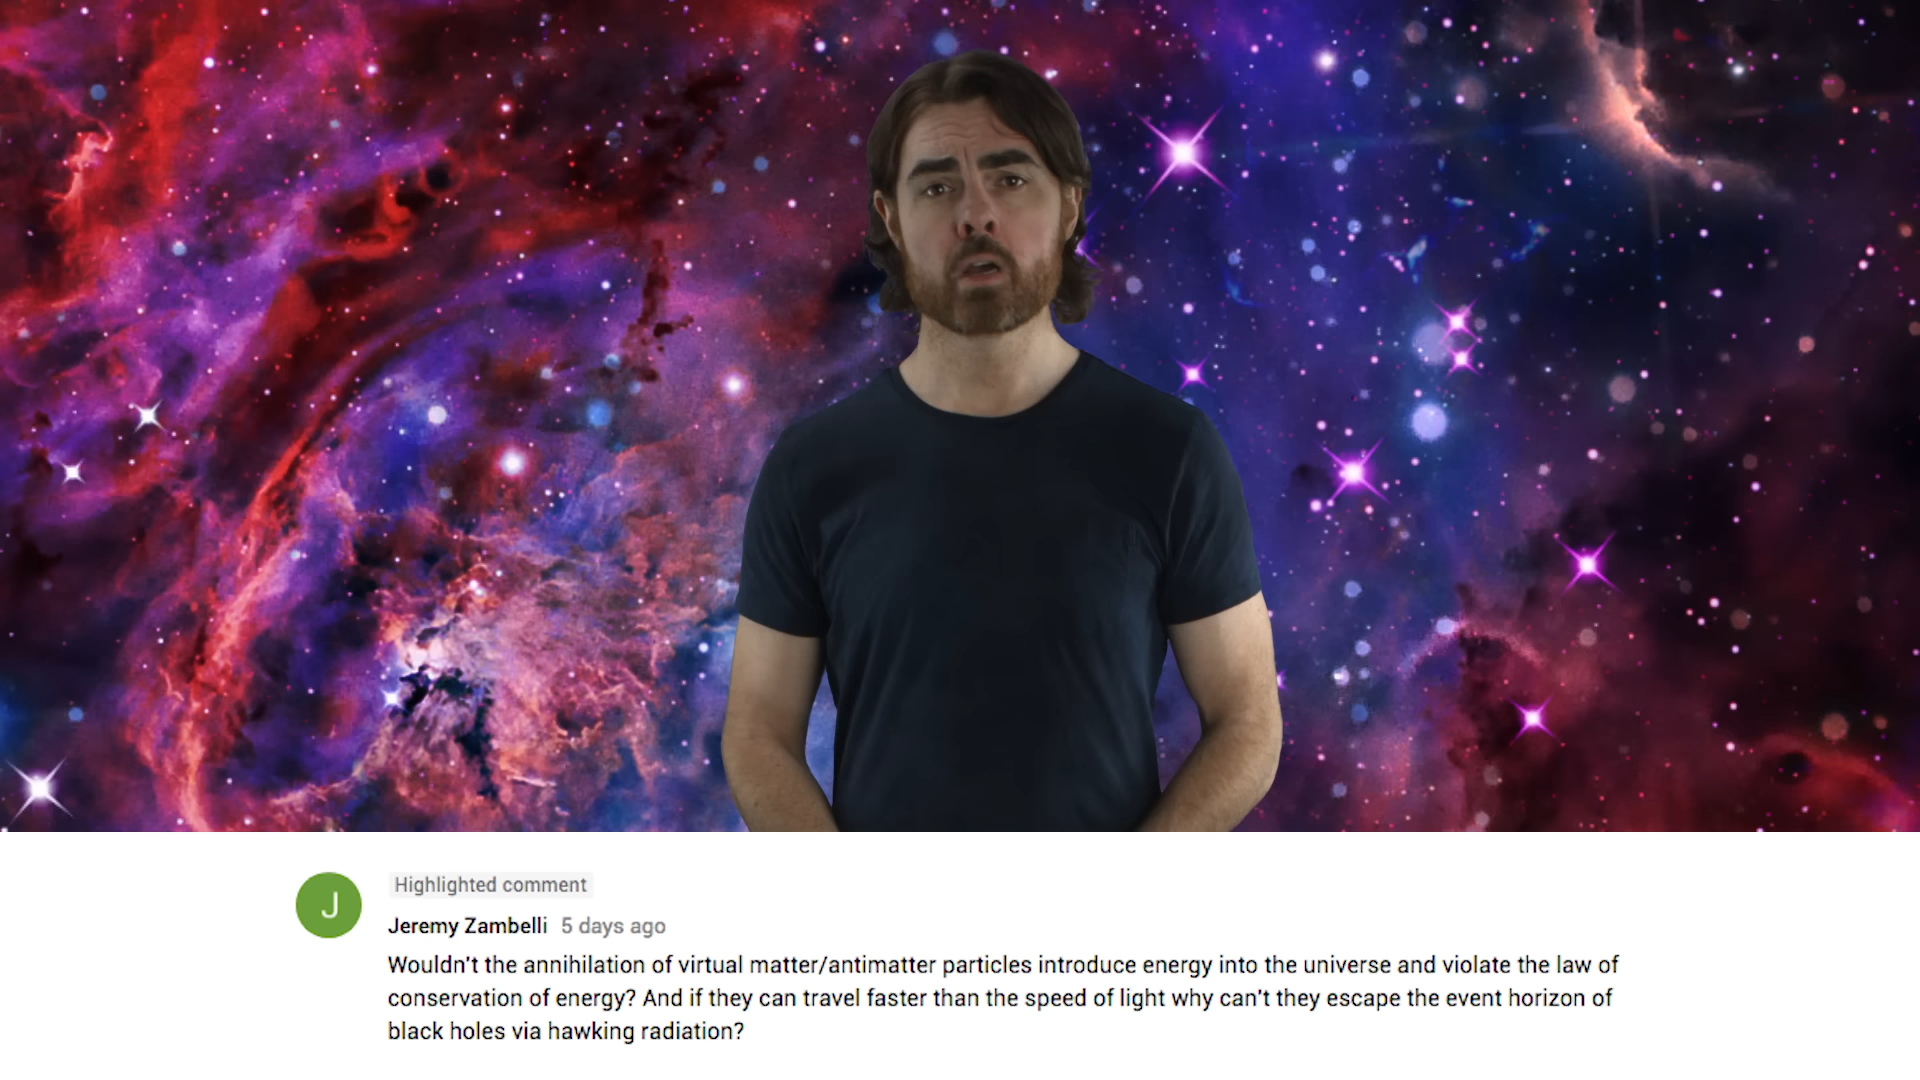 J
Highlighted comment
Jeremy Zambelli 5 days ago
Wouldn't the annihilation of virtual matter/antimatter particles introduce energy into the universe and violate the law of
conservation of energy? And if they can travel faster than the speed of light why can't they escape the event horizon of
black holes via hawking radiation?